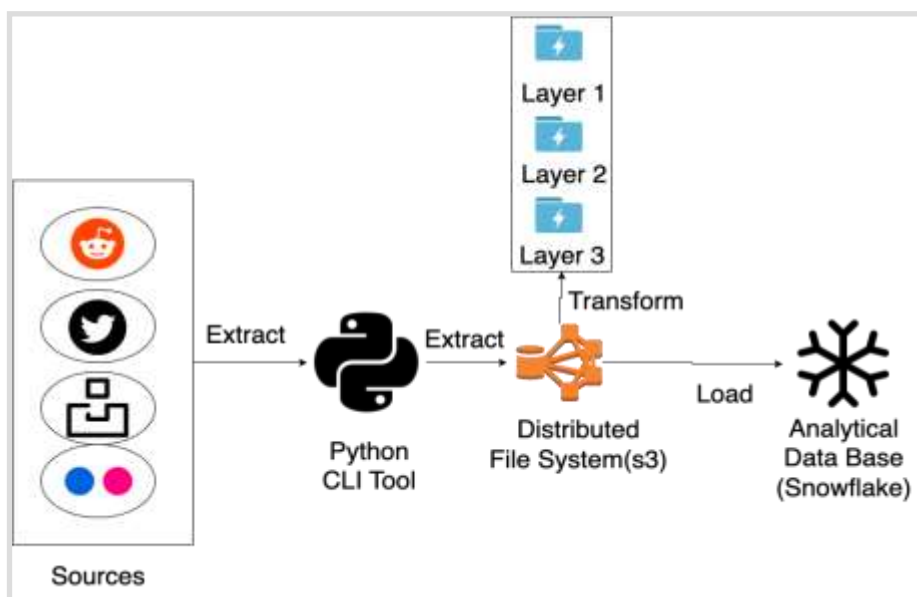 Layer 1
Layer 2
Layer 3
Transform
Extract
Extract
Load
Python
CLI Tool
Distributed
File System(s3)
Analytical
Data Base
(Snowflake)
Sources